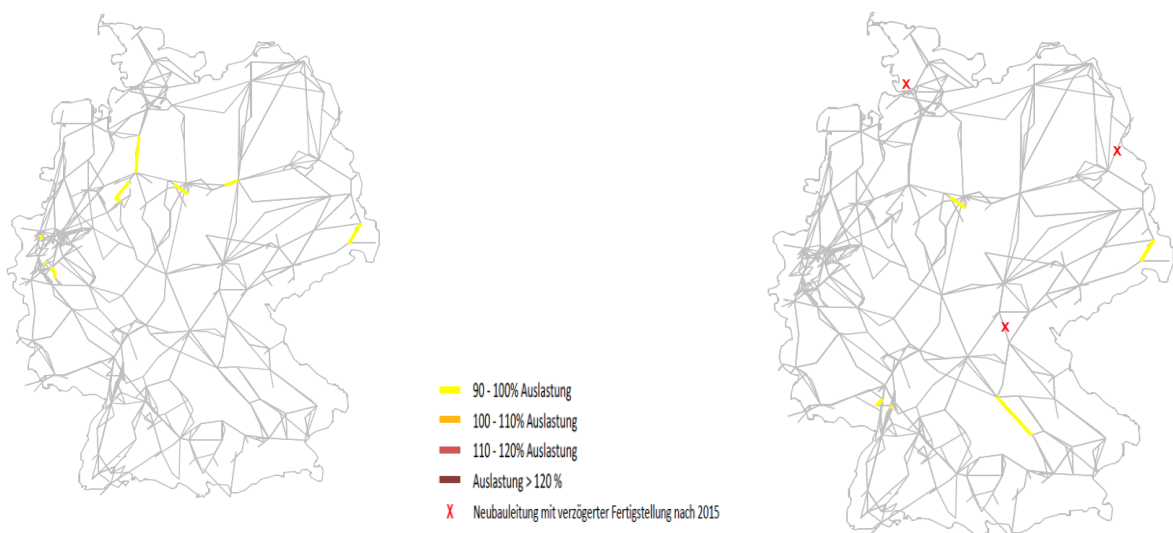 90 - 100% Auslastung
100 - 110% Auslastung
110 - 120% Auslastung
Auslastung > 120 %
X Neubauleitung mit verzögerter Fertigstellung nach 2015
X
X
X